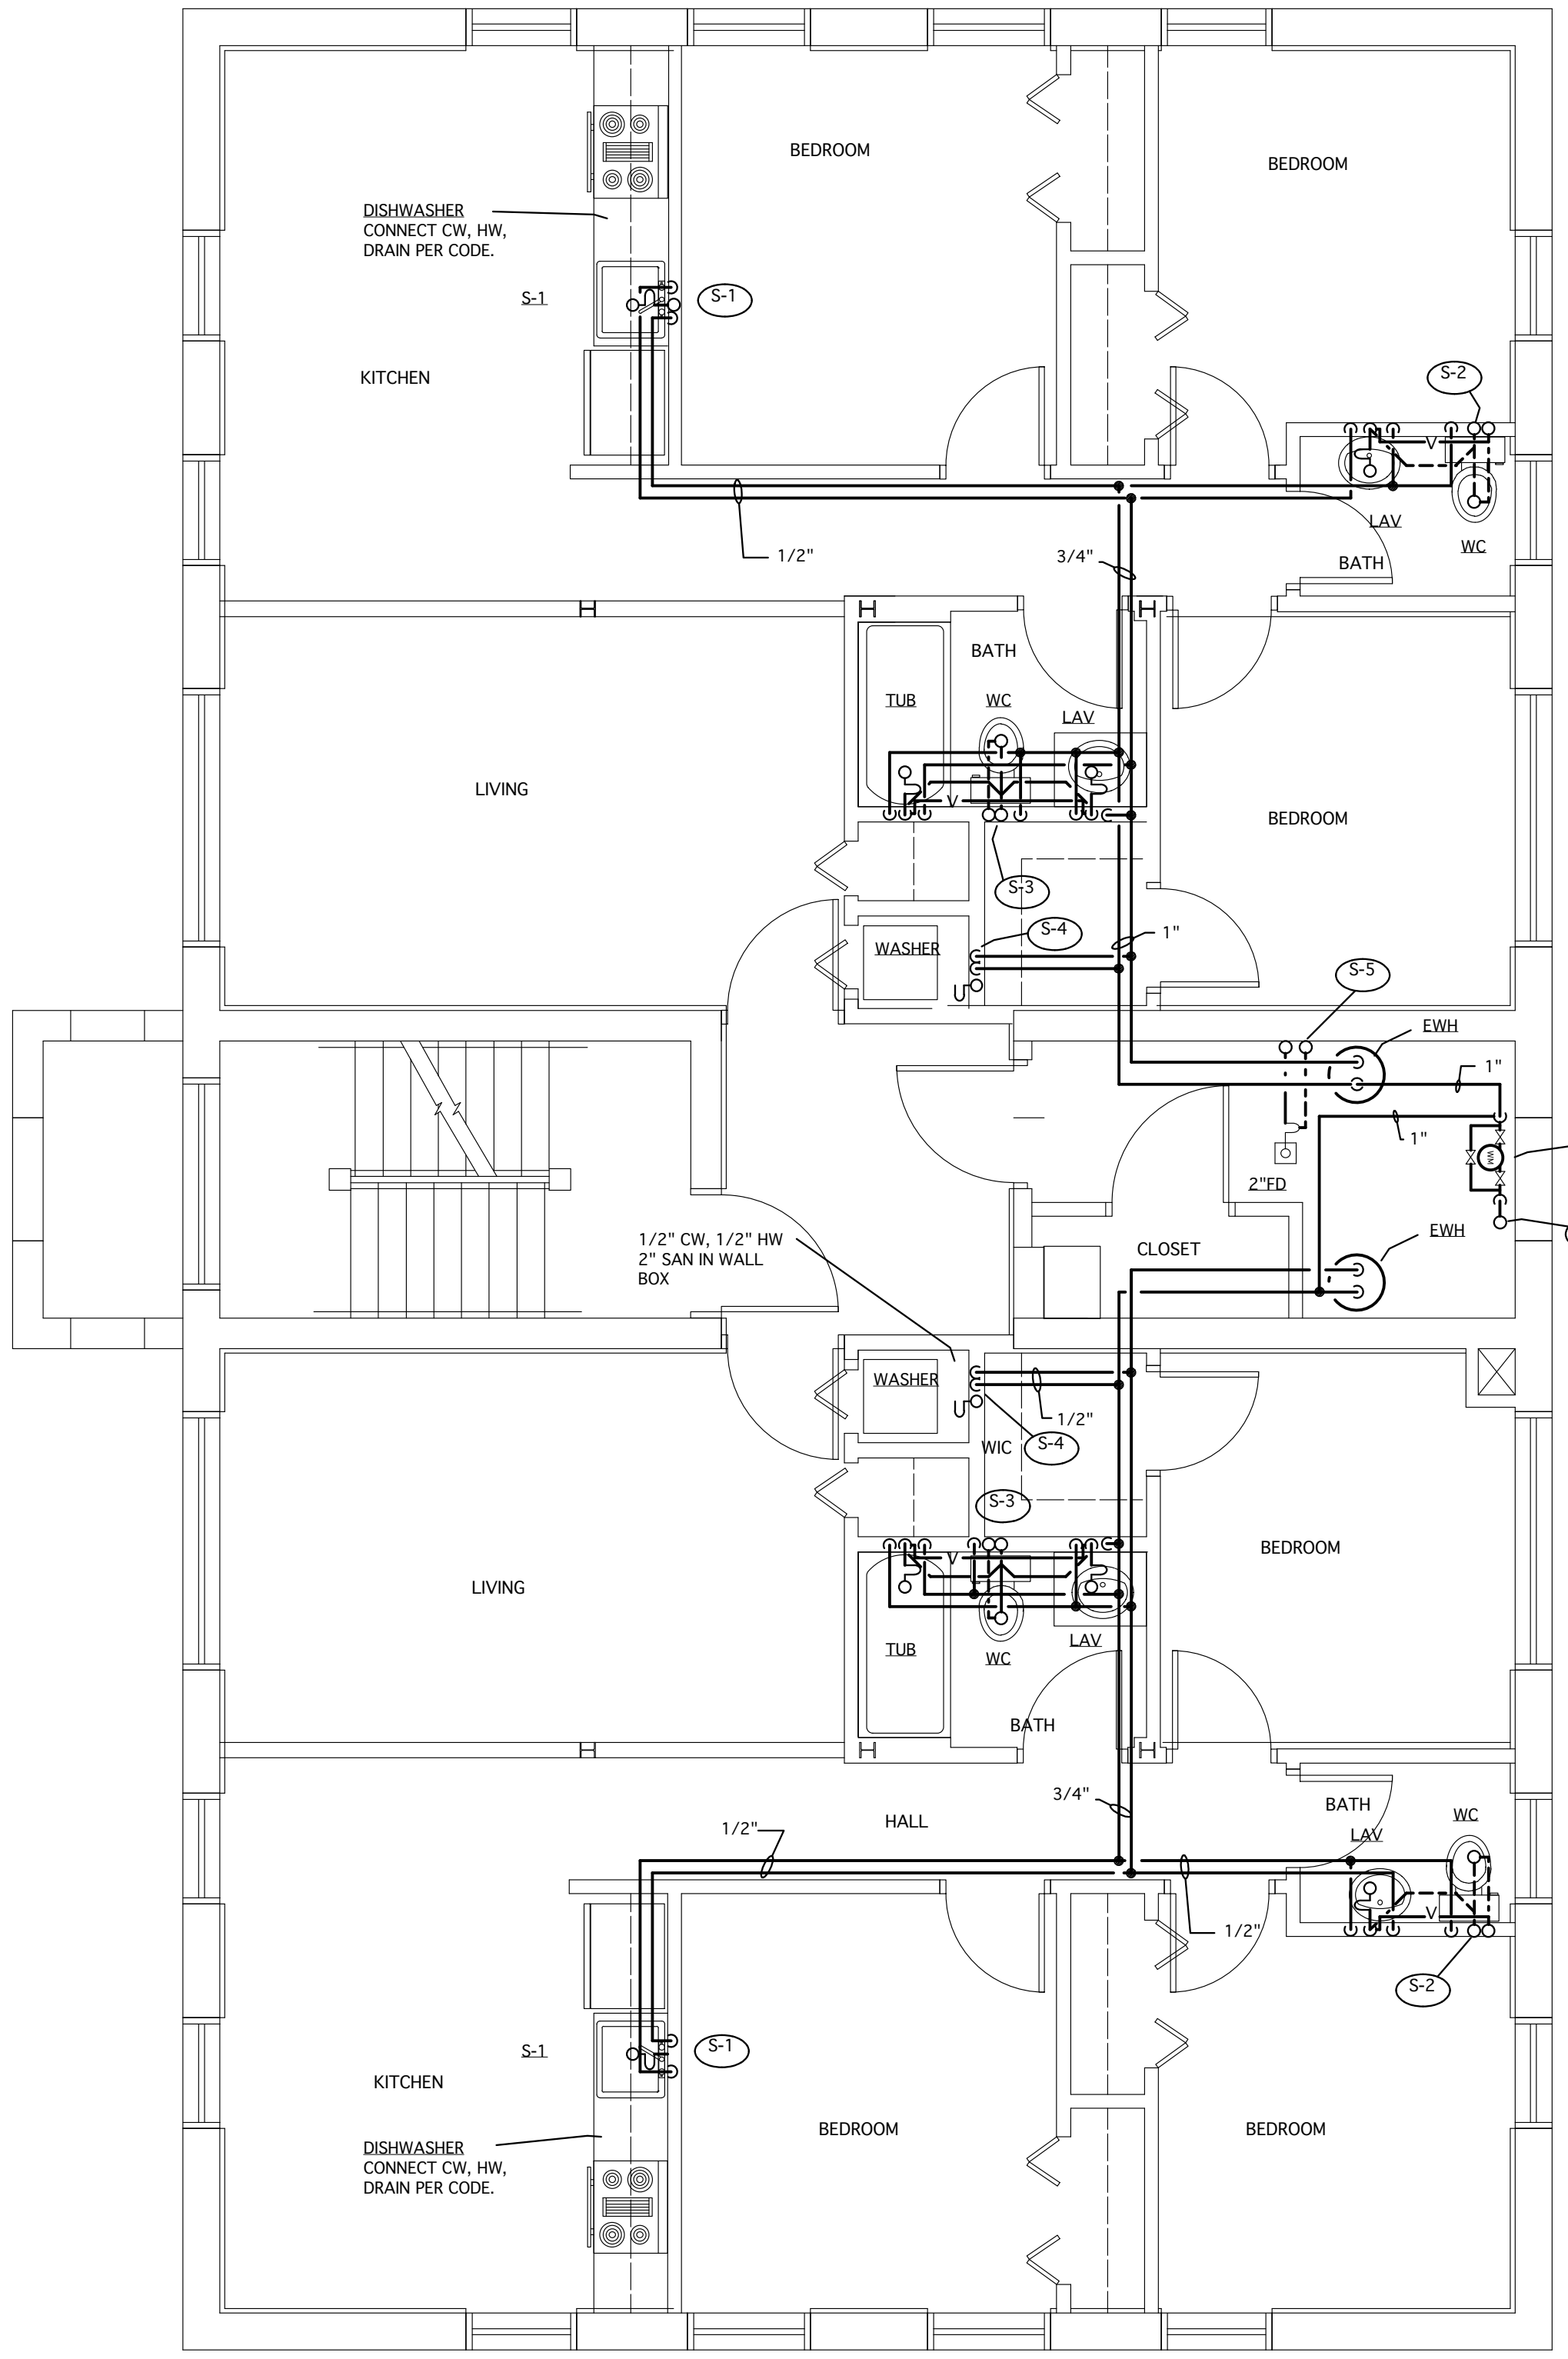 BEDROOM
BEDROOM
DISHWASHER
CONNECT CW, HW,
DRAIN PER CODE.
S-1
S-1
KITCHEN
S-2
V
LAV
WC
BATH
1/2"
3/4"
BATH
TUB
WC
LAV
LIVING
V
BEDROOM
S-3
S-4
WASHER
1"
S-5
EWH
1"
1"
WM
2"FD
EWH
1/2" CW, 1/2" HW
2" SAN IN WALL
BOX
CLOSET
WASHER
1/2"
WIC
S-4
S-3
BEDROOM
V
LIVING
TUB
WC
LAV
BATH
3/4"
HALL
1/2"
BATH
WC
LAV
V
1/2"
S-2
S-1
S-1
KITCHEN
BEDROOM
BEDROOM
DISHWASHER
CONNECT CW, HW,
DRAIN PER CODE.